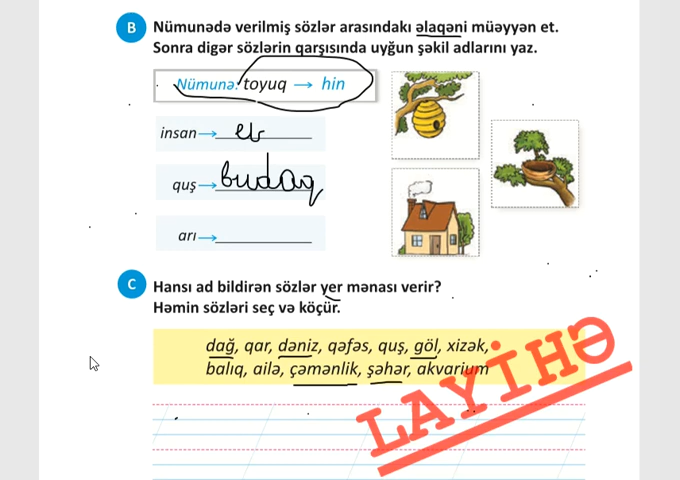 B Nümunədə verilmiş sözlər arasındakı əlaqəni müəyyən et.
Sonra digər sözlərin qarşısında uyğun şəkil adlarını yaz.
Nümunə: toyuq → hin
insan → ev
quş → budaq
arı →
C Hansı ad bildirən sözlər yer mənası verir?
Həmin sözləri seç və köçür.
dağ, qar, dəniz, qəfəs, quş, göl, xizək,
balıq, ailə, çəmənlik, şəhər, akvarium
LAYİHƏ